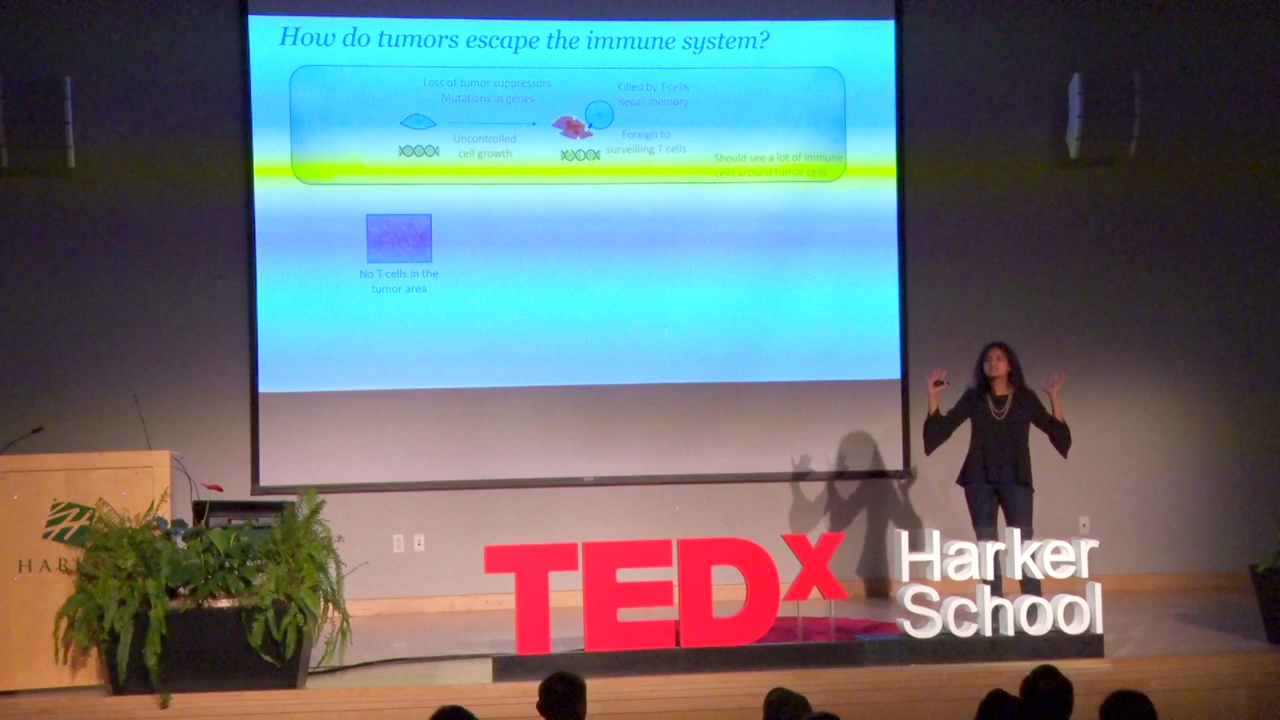 How do tumors escape the immune system?
Loss of tumor suppressors
Mutations in genes
Killed by T-cells
Recall memory
Uncontrolled
cell growth
Foreign to
surveilling T cells
Should see a lot of immune
cells around tumor cells
No T-cells in the
tumor area
HAR
TEDx
Harker
School